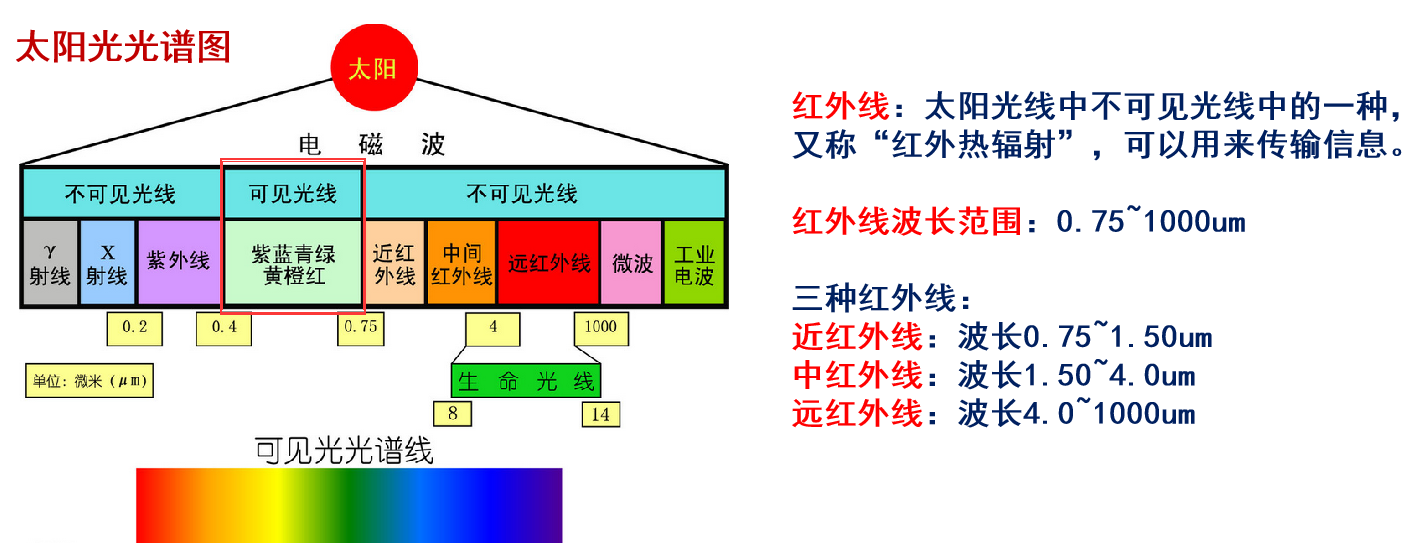 太阳光光谱图
太阳
电磁波
不可见光线
可见光线
不可见光线
γ
射线
X
射线
紫外线
紫蓝青绿
黄橙红
近红
外线
中间
红外线
远红外线
微波
工业
电波
0.2
0.4
0.75
4
1000
单位：微米（μm）
生命光线
8
14
可见光光谱线
红外线：太阳光线中不可见光线中的一种，
又称“红外热辐射”，可以用来传输信息。
红外线波长范围：0.75~1000um
三种红外线：
近红外线：波长0.75~1.50um
中红外线：波长1.50~4.0um
远红外线：波长4.0~1000um